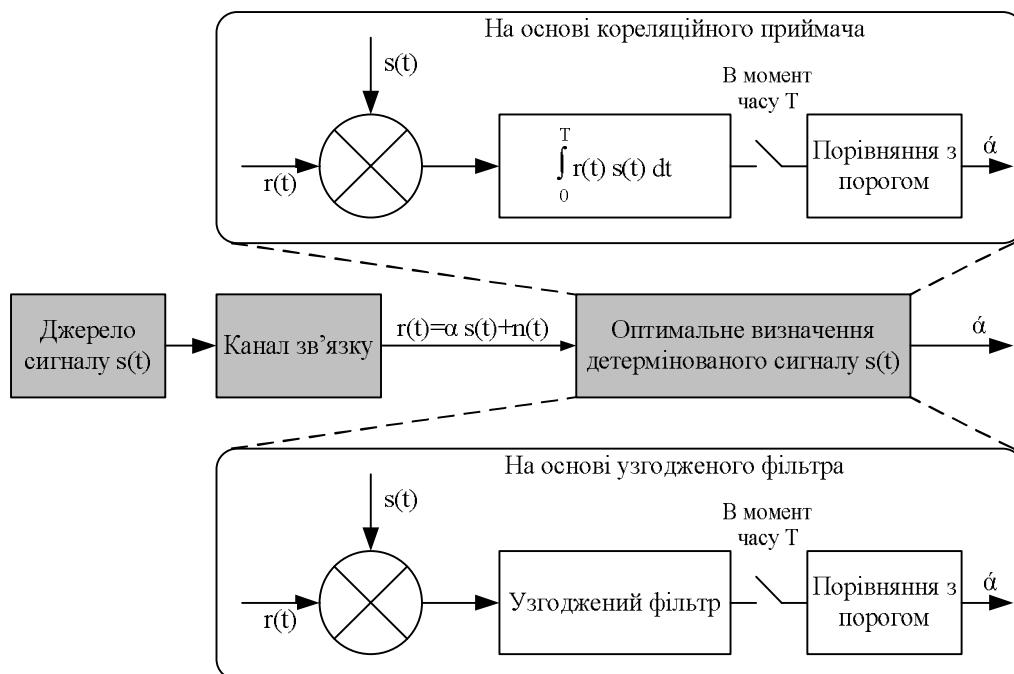 На основі кореляційного приймача
s(t)
В момент
часу Т
r(t)
T
∫ r(t) s(t) dt
0
Порівняння з
порогом
ά
Джерело
сигналу s(t)
Канал зв’язку
r(t)=α s(t)+n(t)
Оптимальне визначення
детермінованого сигналу s(t)
ά
На основі узгодженого фільтра
s(t)
В момент
часу Т
r(t)
Узгоджений фільтр
Порівняння з
порогом
ά